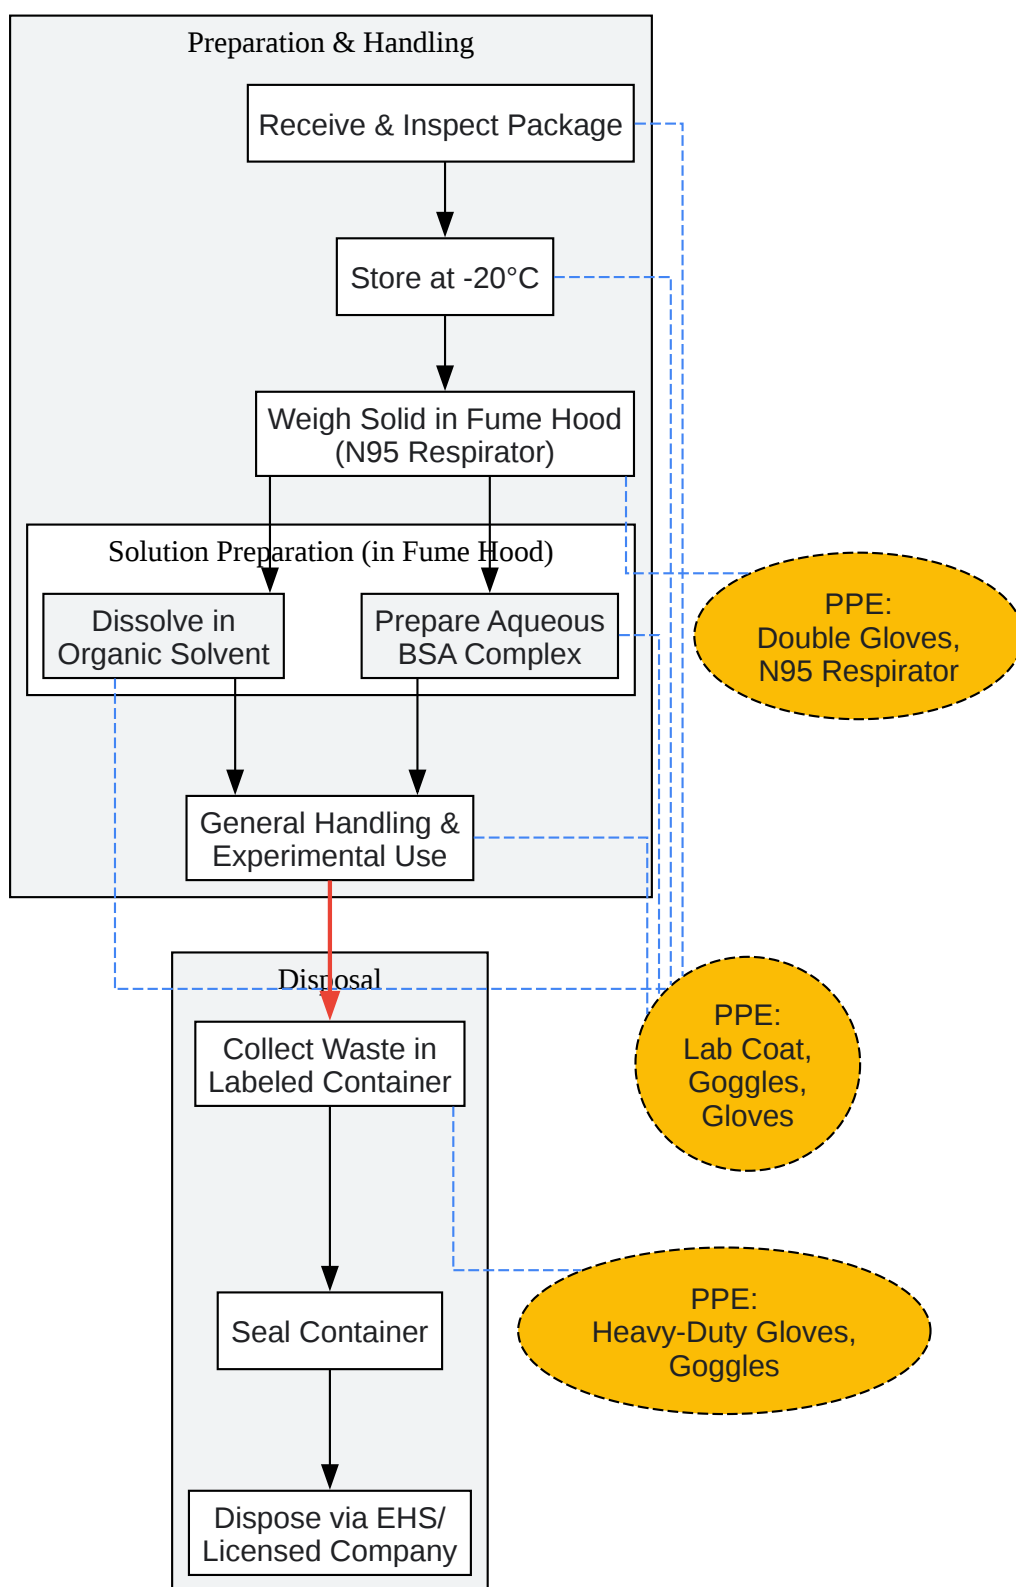 Preparation & Handling
Receive & Inspect Package
Store at -20°C
Weigh Solid in Fume Hood
(N95 Respirator)
Solution Preparation (in Fume Hood)
Dissolve in
Organic Solvent
Prepare Aqueous
BSA Complex
PPE:
Double Gloves,
N95 Respirator
General Handling &
Experimental Use
Disposal
Collect Waste in
Labeled Container
PPE:
Lab Coat,
Goggles,
Gloves
Seal Container
PPE:
Heavy-Duty Gloves,
Goggles
Dispose via EHS/
Licensed Company